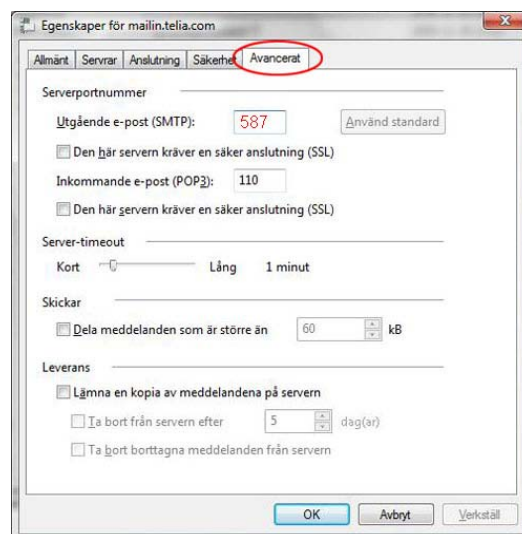 Egenskaper för mailin.telia.com
Allmänt Servrar Anslutning Säkerhet Avancerat
Serverportnummer
Utgående e-post (SMTP): 587 Använd standard
Den här servern kräver en säker anslutning (SSL)
Inkommande e-post (POP3): 110
Den här servern kräver en säker anslutning (SSL)
Server-timeout
Kort Lång 1 minut
Skickar
Dela meddelanden som är större än 60 kB
Leverans
Lämna en kopia av meddelandena på servern
Ta bort från servern efter 5 dag(ar)
Ta bort borttagna meddelanden från servern
OK Avbryt Verkställ